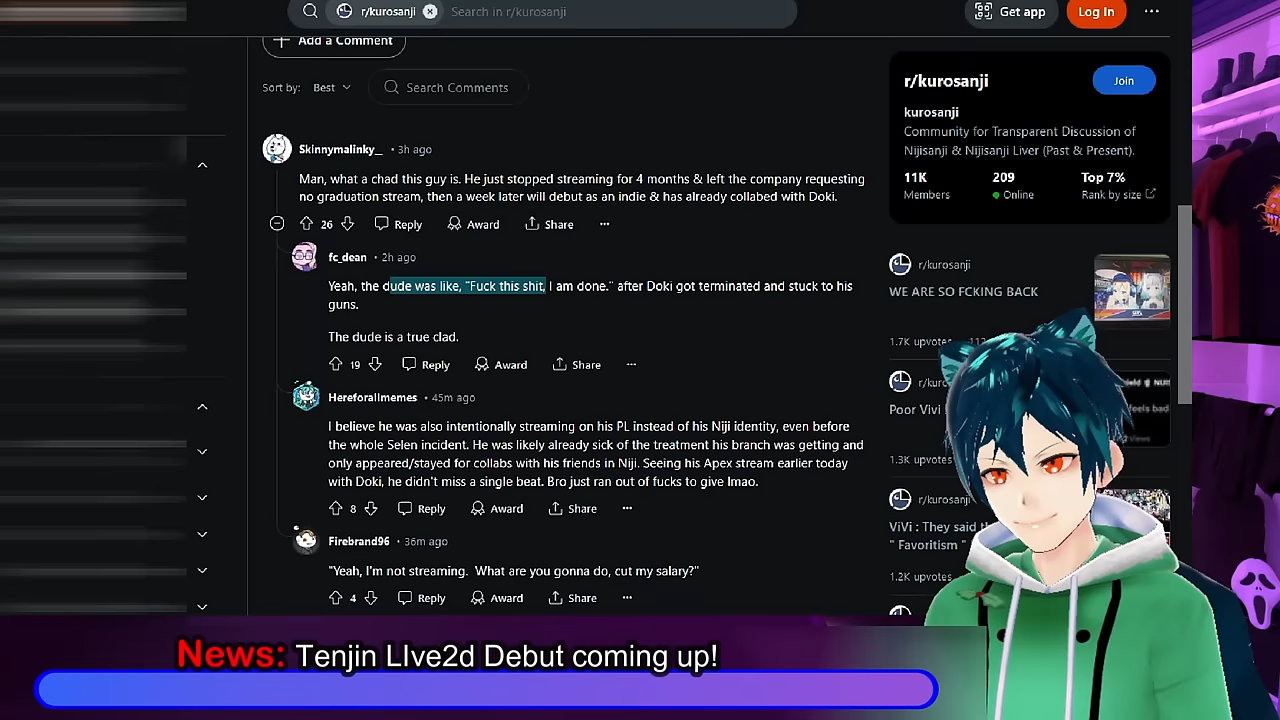 r/kurosanji
Search in r/kurosanji
Get app
Log In
Add a Comment
Sort by: Best
Search Comments
Skinnymalinky_ • 3h ago
Man, what a chad this guy is. He just stopped streaming for 4 months & left the company requesting
no graduation stream, then a week later will debut as an indie & has already collabed with Doki.
26 Reply Award Share
fc_dean • 2h ago
Yeah, the dude was like, "Fuck this shit, I am done." after Doki got terminated and stuck to his
guns.
The dude is a true clad.
19 Reply Award Share
Hereforallmemes • 45m ago
I believe he was also intentionally streaming on his PL instead of his Niji identity, even before
the whole Selen incident. He was likely already sick of the treatment his branch was getting and
only appeared/stayed for collabs with his friends in Niji. Seeing his Apex stream earlier today
with Doki, he didn't miss a single beat. Bro just ran out of fucks to give lmao.
8 Reply Award Share
Firebrand96 • 36m ago
"Yeah, I'm not streaming. What are you gonna do, cut my salary?"
4 Reply Award Share
r/kurosanji
Join
kurosanji
Community for Transparent Discussion of
Nijisanji & Nijisanji Liver (Past & Present).
11K 209 Top 7%
Members Online Rank by size
r/kurosanji
WE ARE SO FCKING BACK
1.7K upvotes
Poor Vivi
feels bad
1.3K upvotes
r/kurosanji
ViVi : They said
" Favoritism "
1.2K upvotes
News: Tenjin LIve2d Debut coming up!